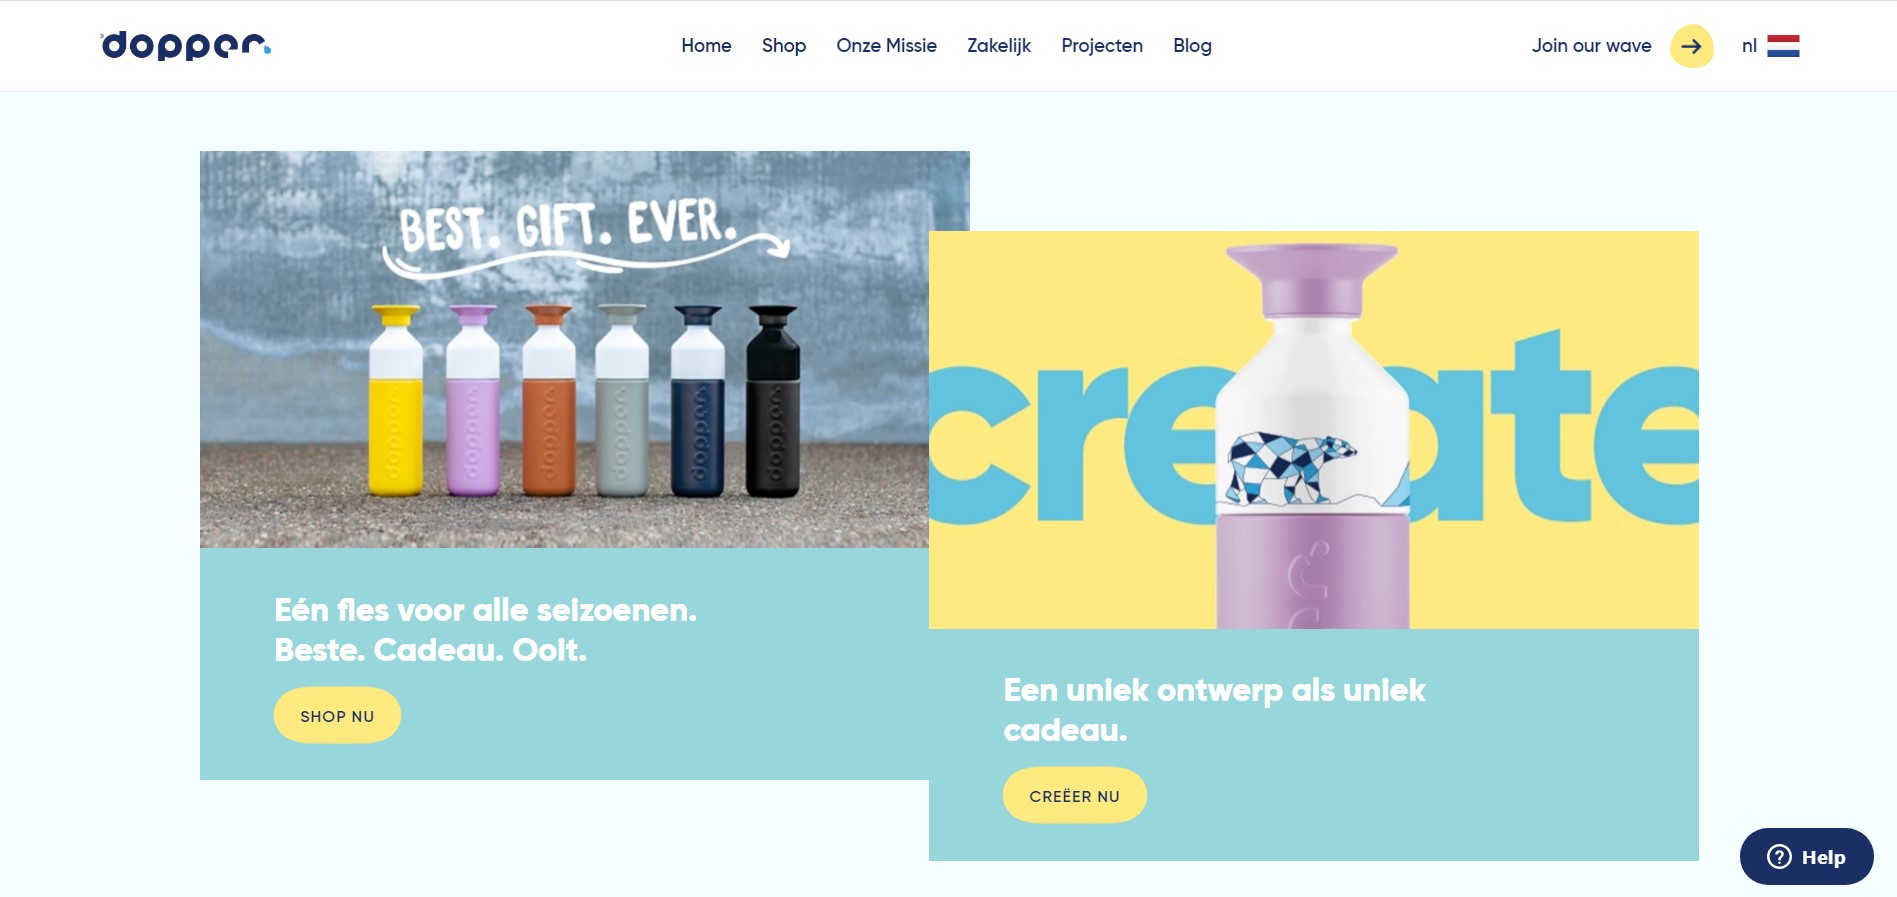 dopper
Home Shop Onze Missie Zakelijk Projecten Blog
Join our wave
nl
BEST. GIFT. EVER.
dopper dopper dopper dopper dopper dopper
create
Eén fles voor alle seizoenen.
Beste. Cadeau. Ooit.
SHOP NU
Een uniek ontwerp als uniek
cadeau.
CREËER NU
Help